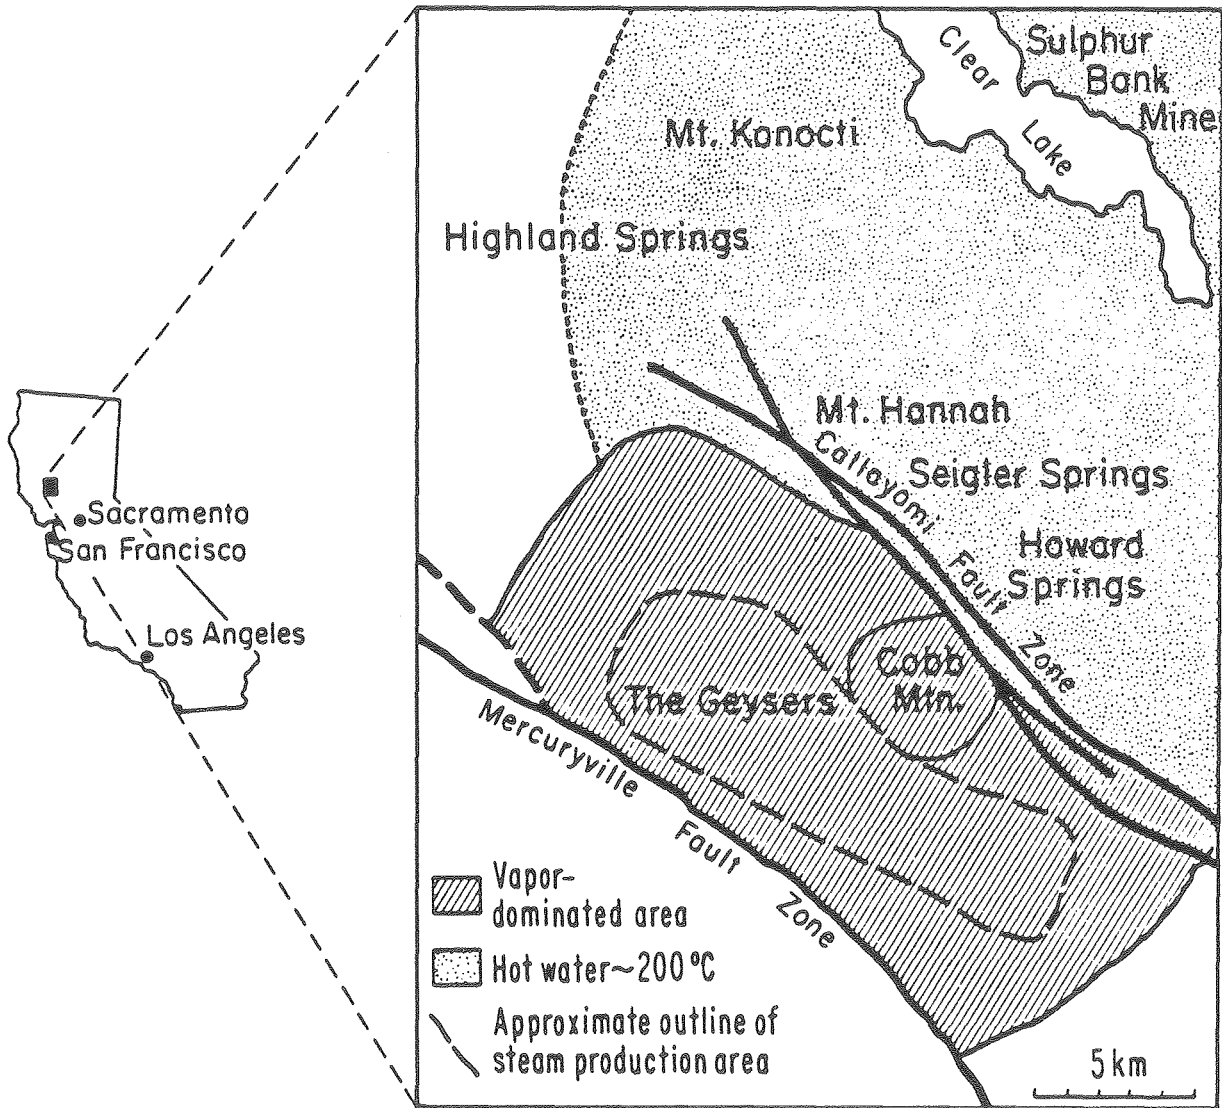 Clear
Lake
Sulphur
Bank
Mine
Mt. Konocti
Highland Springs
Mt. Hannah
Collayomi
Fault
Zone
Seigler Springs
Howard
Springs
Sacramento
San Francisco
Los Angeles
Cobb
Mtn.
The Geysers
Mercuryville
Fault
Zone
Vapor-
dominated area
Hot water~200°C
Approximate outline of
steam production area
5 km